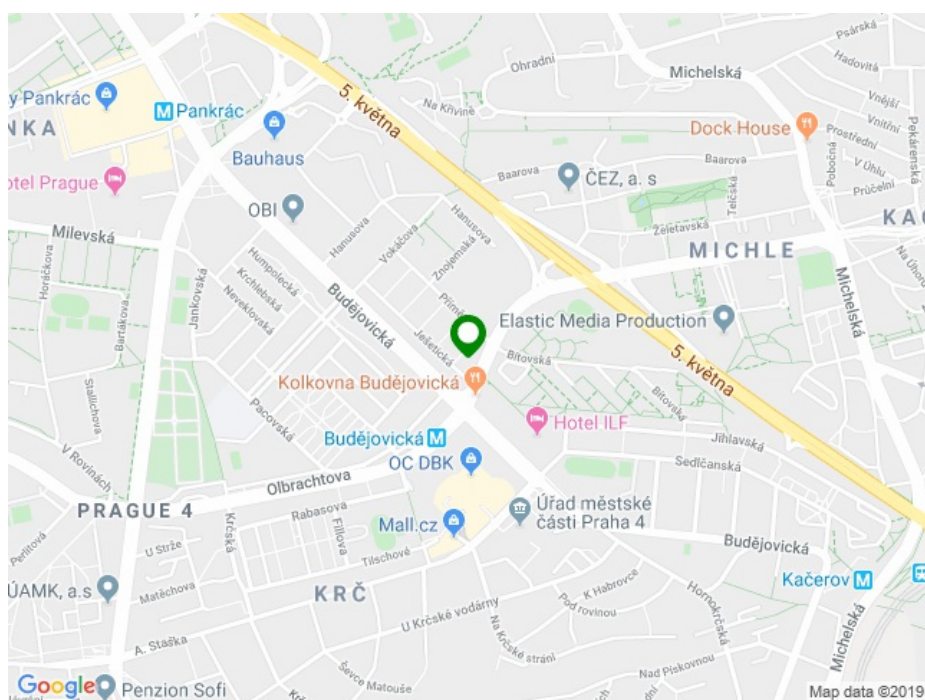 Psárská
Ohradní
Michelská
Hadovitá
5. května
Na Křivině
Vnější
y Pankrác
Pankrác
Vnitřní
Pekárenská
NKA
Bauhaus
Dock House
Prostřední
Baarova
Baarova
V Úhlu
Pobočná
ČEZ, a. s
Telčská
Průčelní
otel Prague
OBI
Hanusova
Hanusova
Vokáčova
Milevská
Želetavská
KAC
Znojemská
MICHLE
Humpolecká
Horáčkova
Krchlebská
Jankovská
Neveklovská
Budějovická
Bartákova
Elastic Media Production
Michelská
Ješetická
Bítovská
5. května
Kolkovna Budějovická
Bítovská
Stallichova
Pacovská
Hotel ILF
Budějovická
Jihlavská
V Rovinách
OC DBK
Sedlčanská
Olbrachtova
PRAGUE 4
Rabasova
Úřad městské
části Praha 4
Krčská
Fillova
Mall.cz
Perlitová
U Strže
Tilschové
Budějovická
Kačerov
ÚAMK, a.s
Matěchova
KRČ
K Habrovce
Pod rovinou
Hornokrčská
U Krčské vodárny
A. Staška
Na Krčské stráni
Michelská
Ševce Matouše
Nad Pískovnou
Google
Penzion Sofi
Map data ©2019